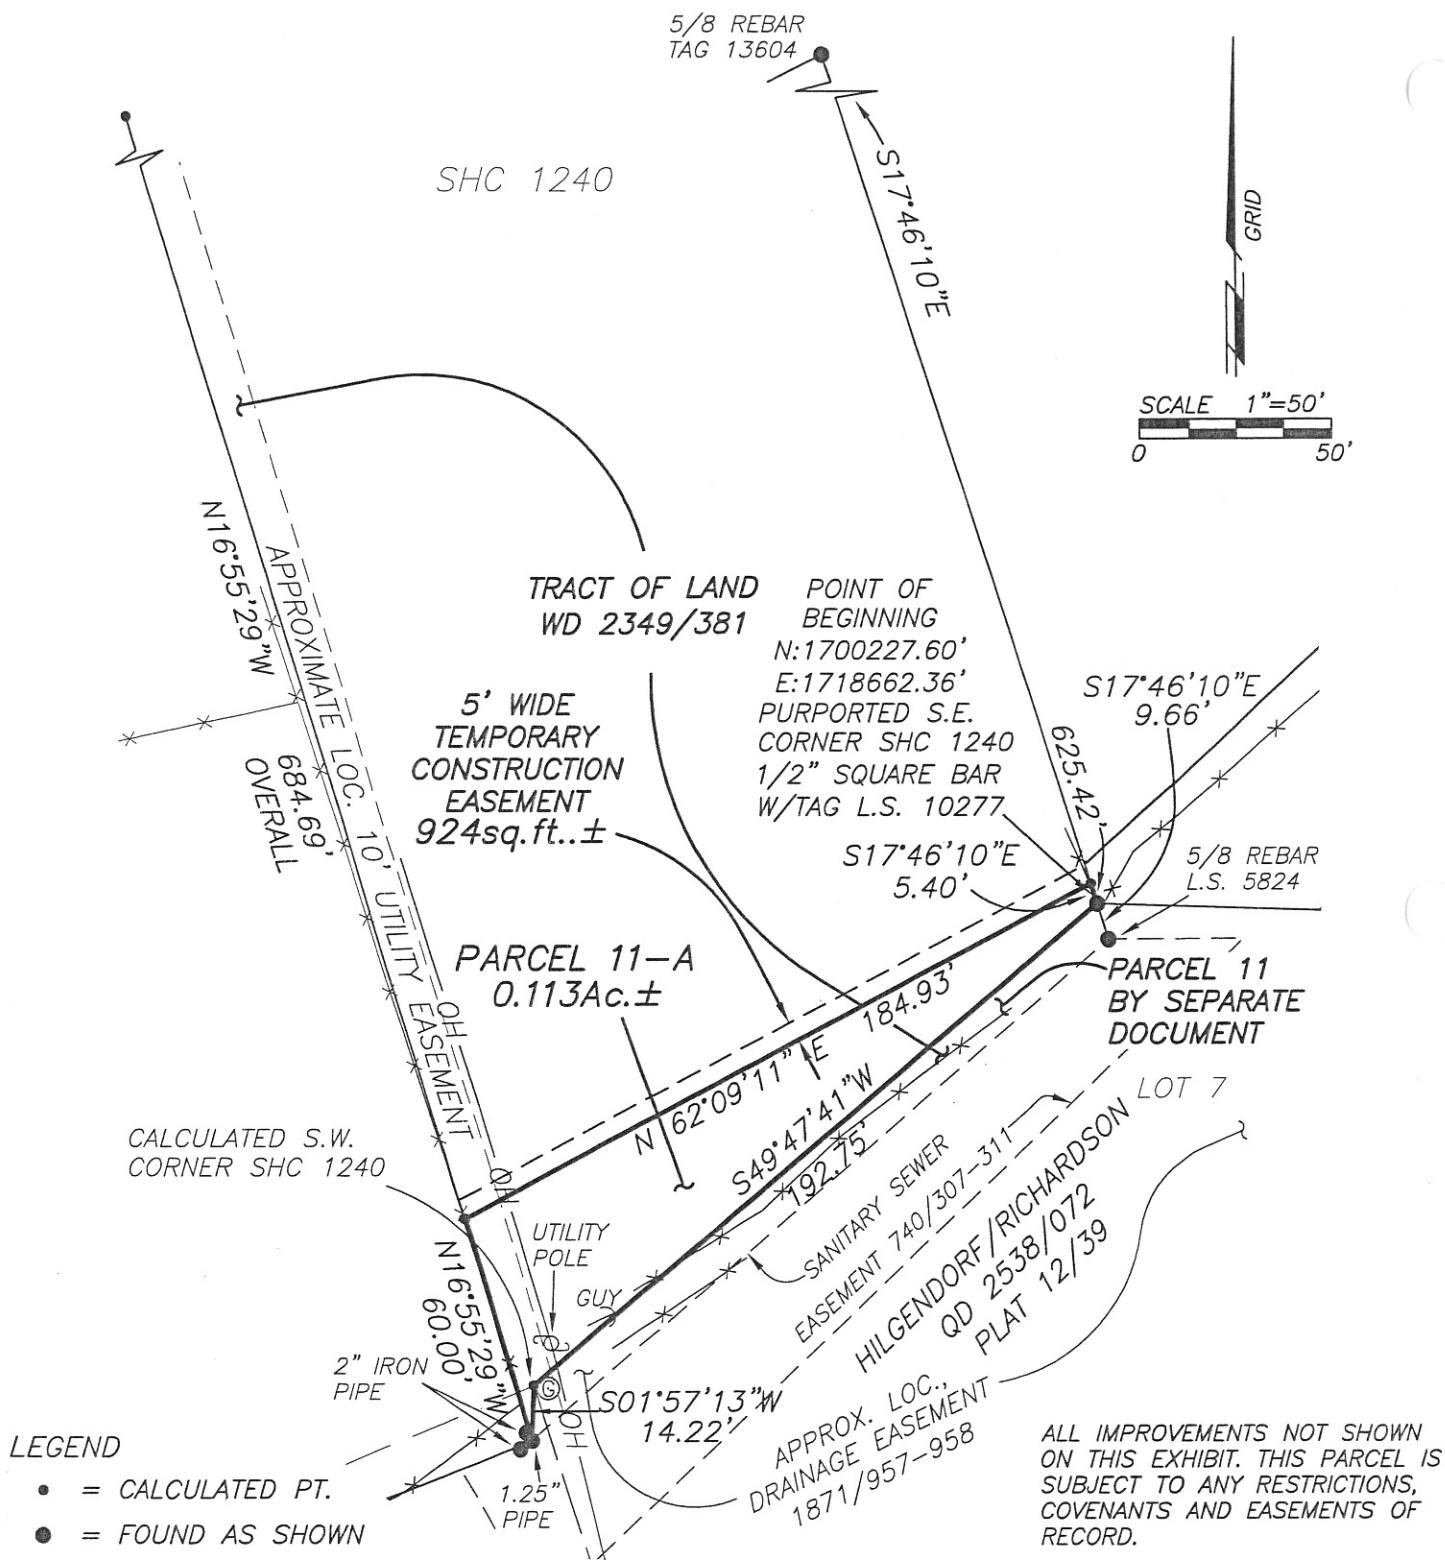 5/8 REBAR
TAG 13604
SHC 1240
S17°46'10"E
GRID
SCALE 1"=50'
0 50'
N16°55'29"W
684.69'
OVERALL
APPROXIMATE LOC. 10' UTILITY EASEMENT
TRACT OF LAND
WD 2349/381
POINT OF
BEGINNING
N:1700227.60'
E:1718662.36'
PURPORTED S.E.
CORNER SHC 1240
1/2" SQUARE BAR
W/TAG L.S. 10277
625.42'
S17°46'10"E
9.66'
5' WIDE
TEMPORARY
CONSTRUCTION
EASEMENT
924sq.ft..±
S17°46'10"E
5.40'
5/8 REBAR
L.S. 5824
PARCEL 11-A
0.113Ac.±
OH
184.93'
N 62°09'11" E
PARCEL 11
BY SEPARATE
DOCUMENT
S49°47'41"W
192.75'
LOT 7
CALCULATED S.W.
CORNER SHC 1240
OH
UTILITY
POLE
GUY
SANITARY SEWER
EASEMENT 740/307-311
HILGENDORF/RICHARDSON
QD 2538/072
PLAT 12/39
N16°55'29"W
60.00'
2" IRON
PIPE
G
S01°57'13"W
14.22'
OH
1.25"
PIPE
APPROX. LOC.,
DRAINAGE EASEMENT
1871/957-958
LEGEND
• = CALCULATED PT.
● = FOUND AS SHOWN
ALL IMPROVEMENTS NOT SHOWN
ON THIS EXHIBIT. THIS PARCEL IS
SUBJECT TO ANY RESTRICTIONS,
COVENANTS AND EASEMENTS OF
RECORD.